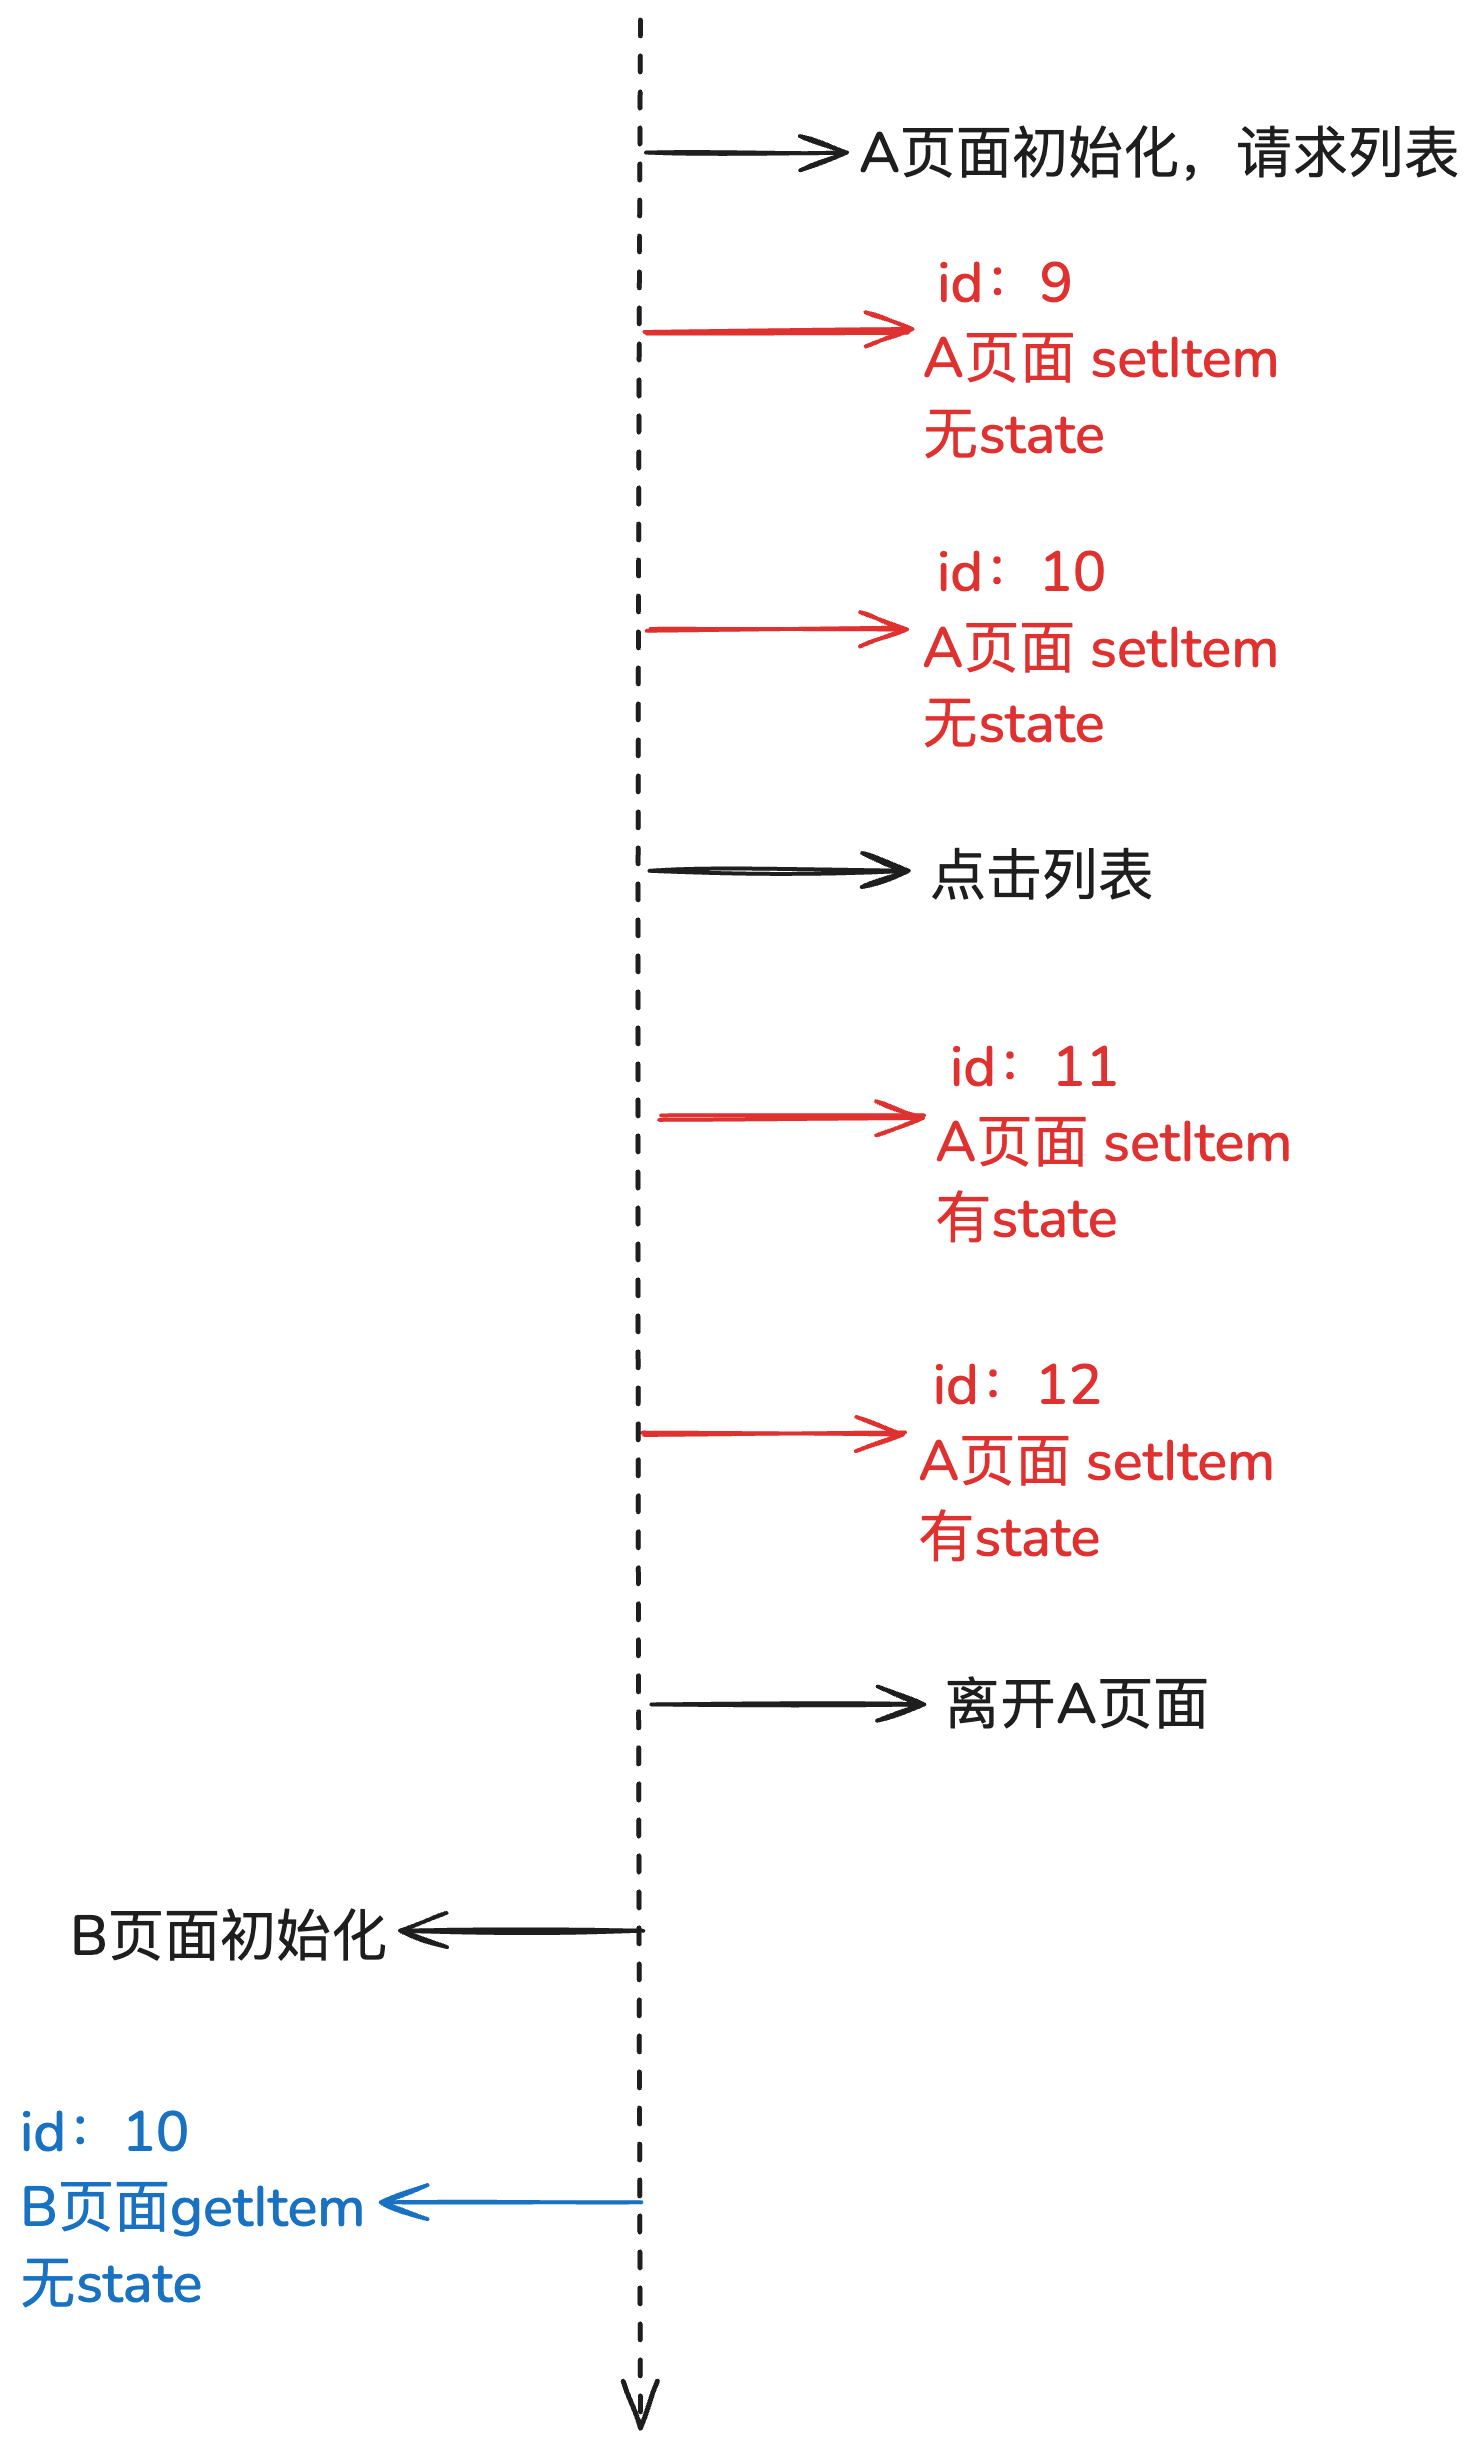 A页面初始化，请求列表
id：9
A页面 setItem
无state
id：10
A页面 setItem
无state
点击列表
id：11
A页面 setItem
有state
id：12
A页面 setItem
有state
离开A页面
B页面初始化
id：10
B页面getItem
无state